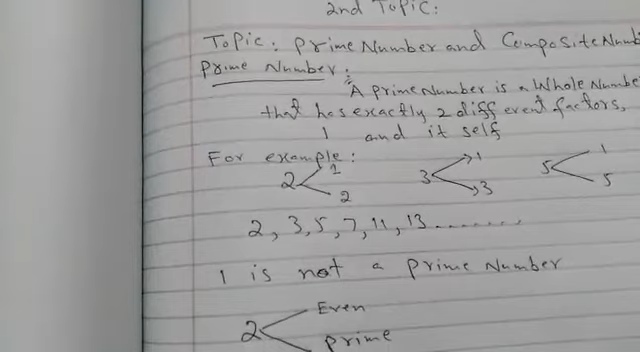 2nd Topic:
Topic: Prime Number and Composite Numb
Prime Number:
A prime Number is a Whole Numbe
that has exactly 2 different factors,
1 and it self
For example:
2 < 1 2 3 < 1 3 5 < 1 5
2, 3, 5, 7, 11, 13 .........
1 is not a Prime Number
2 < Even Prime